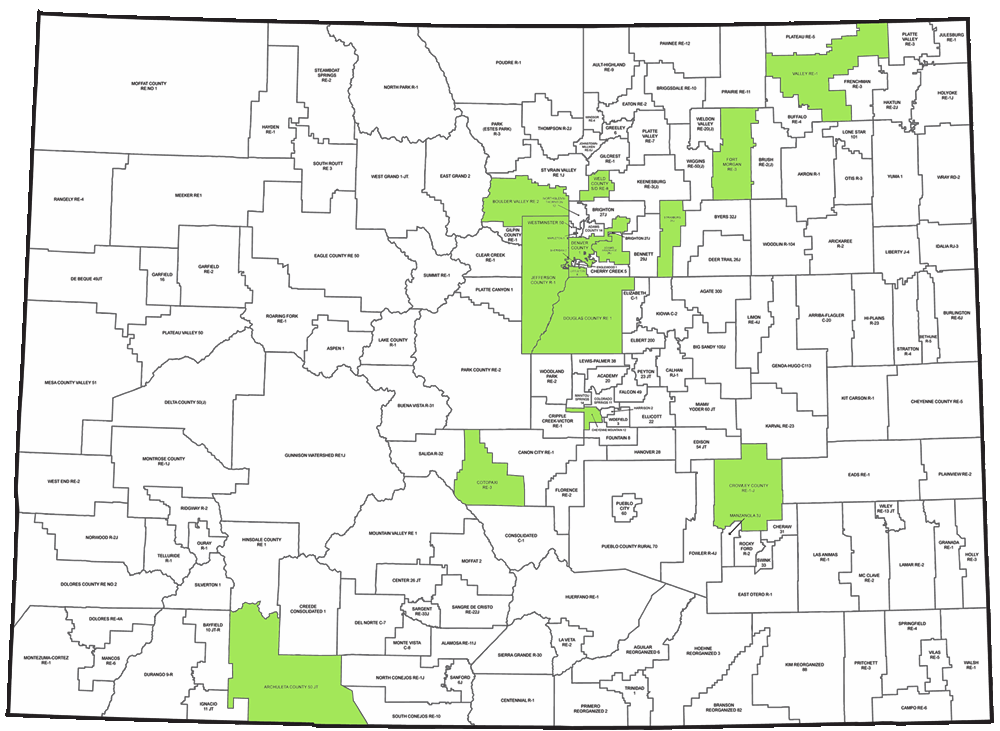 MOFFAT COUNTY
RE NO 1
STEAMBOAT
SPRINGS
RE-2
NORTH PARK R-1
POUDRE R-1
AULT-HIGHLAND
RE-9
PAWNEE RE-12
BRIGGSDALE RE-10
PRAIRIE RE-11
PLATEAU RE-5
VALLEY RE-1
PLATTE
VALLEY
RE-3
JULESBURG
RE-1
FRENCHMAN
RE-3
HAXTUN
RE-2J
HOLYOKE
RE-1J
HAYDEN
RE-1
PARK
(ESTES PARK)
R-3
THOMPSON R-2J
EATON RE-2
GREELEY
6
PLATTE
VALLEY
RE-7
WELDON
VALLEY
RE-20(J)
BUFFALO
RE-4
LONE STAR
101
SOUTH ROUTT
RE 3
WEST GRAND 1-JT.
EAST GRAND 2
ST VRAIN VALLEY
RE 1J
GILCREST
RE-1
KEENESBURG
RE-3(J)
WIGGINS
RE-50(J)
FORT
MORGAN
RE-3
BRUSH
RE-2(J)
AKRON R-1
OTIS R-3
YUMA 1
WRAY RD-2
RANGELY RE-4
MEEKER RE1
BOULDER VALLEY RE-2
WELD
COUNTY
S/D RE-8
BRIGHTON
27J
WESTMINSTER 50
GILPIN
COUNTY
RE-1
CLEAR CREEK
RE-1
DENVER
COUNTY
BRIGHTON 27J
BENNETT
29J
BYERS 32J
DEER TRAIL 26J
WOODLIN R-104
ARICKAREE
R-2
LIBERTY J-4
IDALIA RJ-3
DE BEQUE 49JT
GARFIELD
16
GARFIELD
RE-2
EAGLE COUNTY RE 50
SUMMIT RE-1
PLATTE CANYON 1
JEFFERSON
COUNTY R-1
CHERRY CREEK 5
DOUGLAS COUNTY RE 1
ELIZABETH
C-1
KIOWA C-2
AGATE 300
LIMON
RE-4J
ARRIBA-FLAGLER
C-20
HI-PLAINS
R-23
STRATTON
R-4
BETHUNE
R-5
BURLINGTON
RE-6J
PLATEAU VALLEY 50
ROARING FORK
RE-1
ASPEN 1
LAKE COUNTY
R-1
PARK COUNTY RE-2
ELBERT 200
BIG SANDY 100J
GENOA-HUGO C113
MESA COUNTY VALLEY 51
DELTA COUNTY 50(J)
BUENA VISTA R-31
WOODLAND
PARK
RE-2
LEWIS-PALMER 38
ACADEMY
20
PEYTON
23 JT
CALHAN
RJ-1
FALCON 49
MANITOU
SPRINGS
14
COLORADO
SPRINGS 11
HARRISON 2
WIDEFIELD
3
ELLICOTT
22
MIAMI/
YODER 60 JT
KIT CARSON R-1
CHEYENNE COUNTY RE-5
CRIPPLE
CREEK/VICTOR
RE-1
CHEYENNE MOUNTAIN 12
FOUNTAIN 8
HANOVER 28
EDISON
54 JT
KARVAL RE-23
MONTROSE COUNTY
RE-1J
GUNNISON WATERSHED RE1J
SALIDA R-32
COTOPAXI
RE-3
CANON CITY RE-1
FLORENCE
RE-2
PUEBLO
CITY
60
PUEBLO COUNTY RURAL 70
CROWLEY COUNTY
RE-1-J
MANZANOLA 3J
EADS RE-1
PLAINVIEW RE-2
WEST END RE-2
RIDGWAY R-2
NORWOOD R-2J
TELLURIDE
R-1
OURAY
R-1
HINSDALE COUNTY
RE 1
SILVERTON 1
MOUNTAIN VALLEY RE 1
CONSOLIDATED
C-1
MOFFAT 2
FOWLER R-4J
ROCKY
FORD
R-2
CHERAW
31
SWINK
33
LAS ANIMAS
RE-1
MC CLAVE
RE-2
WILEY
RE-13 JT
LAMAR RE-2
GRANADA
RE-1
HOLLY
RE-3
EAST OTERO R-1
DOLORES COUNTY RE NO.2
CREEDE
CONSOLIDATED 1
CENTER 26 JT
SARGENT
RE-33J
SANGRE DE CRISTO
RE-22J
DEL NORTE C-7
MONTE VISTA
C-8
ALAMOSA RE-11J
HUERFANO RE-1
LA VETA
RE-2
SIERRA GRANDE R-30
AGUILAR
REORGANIZED 6
HOEHNE
REORGANIZED 3
KIM REORGANIZED
88
PRITCHETT
RE-3
SPRINGFIELD
RE-4
VILAS
RE-5
WALSH
RE-1
CAMPO RE-6
DOLORES RE-4A
MONTEZUMA-CORTEZ
RE-1
MANCOS
RE-6
DURANGO 9-R
BAYFIELD
10 JT-R
IGNACIO
11 JT
ARCHULETA COUNTY 50 JT
NORTH CONEJOS RE-1J
SANFORD
6J
SOUTH CONEJOS RE-10
CENTENNIAL R-1
PRIMERO
REORGANIZED 2
TRINIDAD
1
BRANSON
REORGANIZED 82